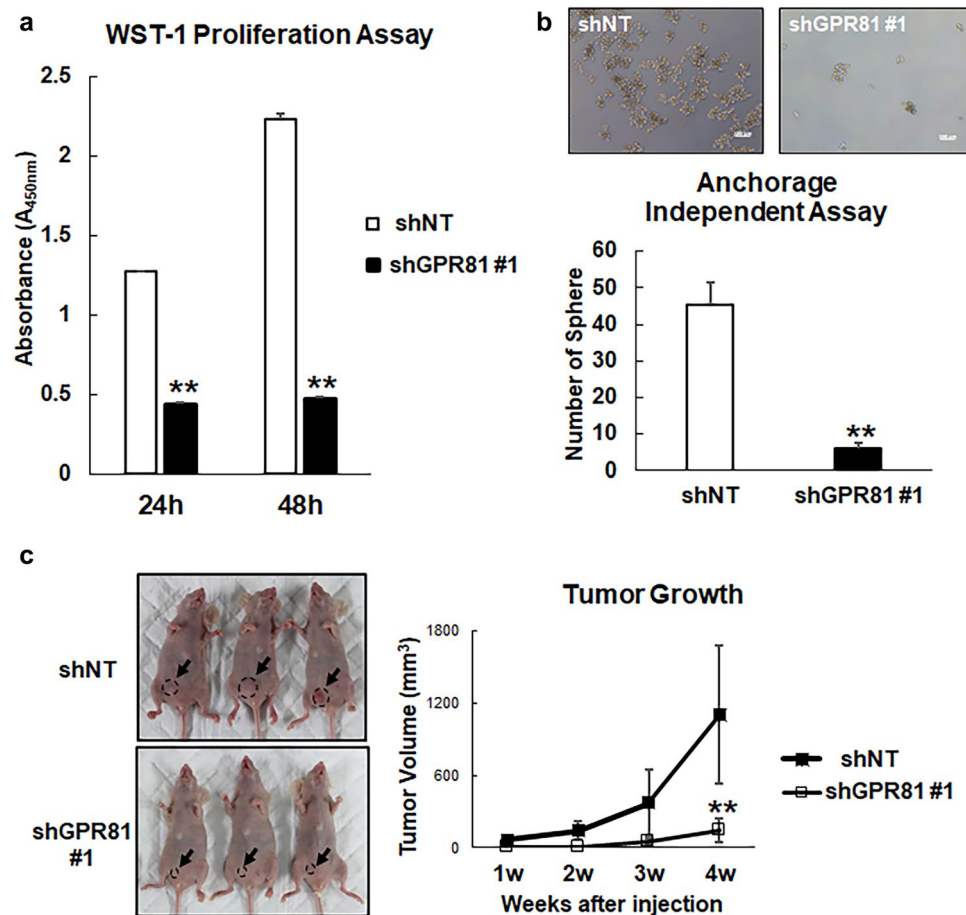 a
WST-1 Proliferation Assay
Absorbance (A450nm)
2.5
2
1.5
1
0.5
0
**
**
24h
48h
shNT
shGPR81 #1
b
shNT
shGPR81 #1
Anchorage
Independent Assay
Number of Sphere
60
50
40
30
20
10
0
**
shNT
shGPR81 #1
c
shNT
shGPR81
#1
Tumor Growth
Tumor Volume (mm³)
1800
1200
600
0
**
1w
2w
3w
4w
Weeks after injection
shNT
shGPR81 #1